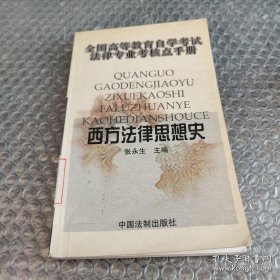 全国高等教育自学考试
法律专业考核点手册
QUANGUO
GAODENGJIAOYU
ZIXUEKAOSHI
FALUZHUANYE
KAOHEDIANSHOUCE
西方法律思想史
张永生 主编
中国法制出版社